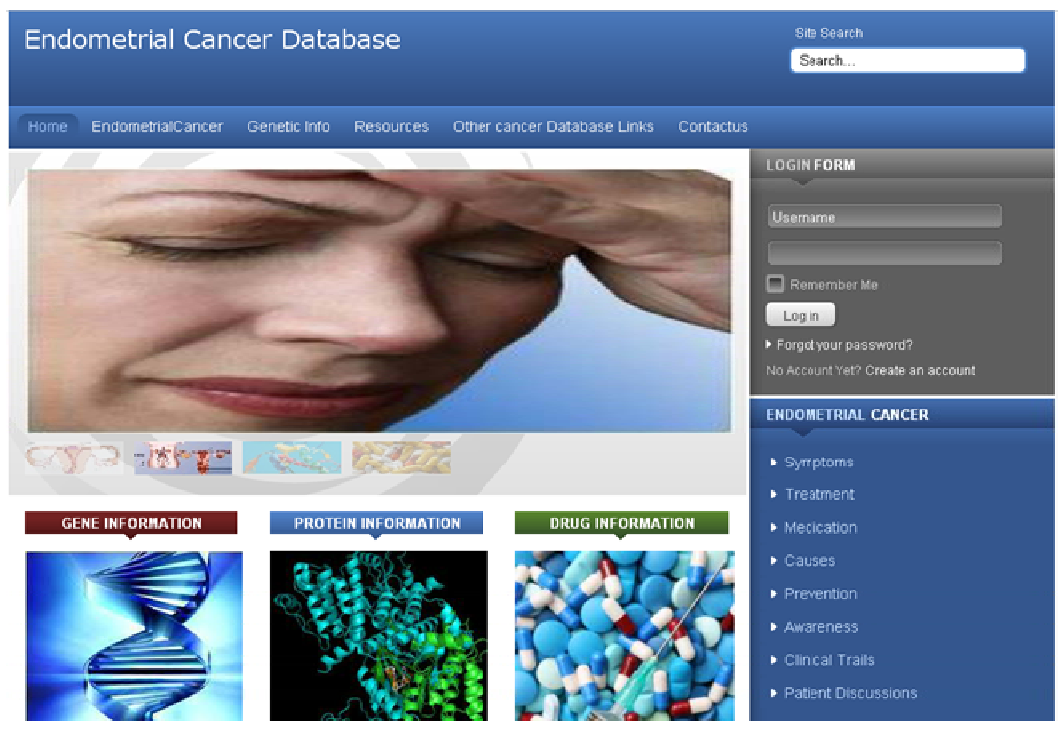 Endometrial Cancer Database
Site Search
Search...
Home EndometrialCancer Genetic Info Resources Other cancer Database Links Contactus
LOGIN FORM
Username
Remember Me
Log in
Forgot your password?
No Account Yet? Create an account
ENDOMETRIAL CANCER
Symptoms
Treatment
Medication
Causes
Prevention
Awareness
Clinical Trails
Patient Discussions
GENE INFORMATION
PROTEIN INFORMATION
DRUG INFORMATION